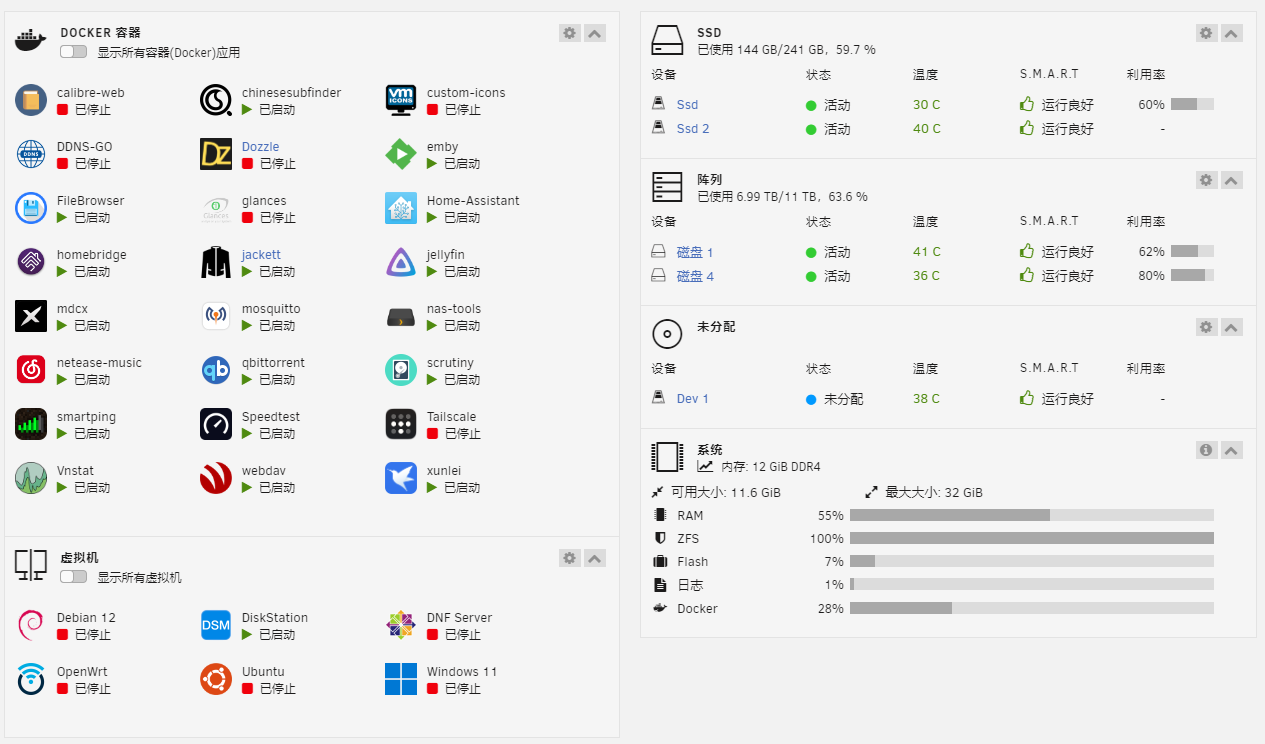 DOCKER 容器
显示所有容器(Docker)应用
calibre-web
已停止
chinesesubfinder
已启动
custom-icons
已停止
DDNS-GO
已停止
Dozzle
已停止
emby
已启动
FileBrowser
已启动
glances
已停止
Home-Assistant
已启动
homebridge
已启动
jackett
已启动
jellyfin
已启动
mdcx
已启动
mosquitto
已启动
nas-tools
已启动
netease-music
已启动
qbittorrent
已启动
scrutiny
已启动
smartping
已启动
Speedtest
已启动
Tailscale
已停止
Vnstat
已启动
webdav
已启动
xunlei
已启动
虚拟机
显示所有虚拟机
Debian 12
已停止
DSM
DiskStation
已启动
DNF Server
已停止
OpenWrt
已停止
Ubuntu
已停止
Windows 11
已停止
SSD
已使用 144 GB/241 GB，59.7 %
设备 状态 温度 S.M.A.R.T 利用率
Ssd 活动 30 C 运行良好 60%
Ssd 2 活动 40 C 运行良好 -
阵列
已使用 6.99 TB/11 TB，63.6 %
设备 状态 温度 S.M.A.R.T 利用率
磁盘 1 活动 41 C 运行良好 62%
磁盘 4 活动 36 C 运行良好 80%
未分配
设备 状态 温度 S.M.A.R.T 利用率
Dev 1 未分配 38 C 运行良好 -
系统
内存: 12 GiB DDR4
可用大小: 11.6 GiB 最大大小: 32 GiB
RAM 55%
ZFS 100%
Flash 7%
日志 1%
Docker 28%